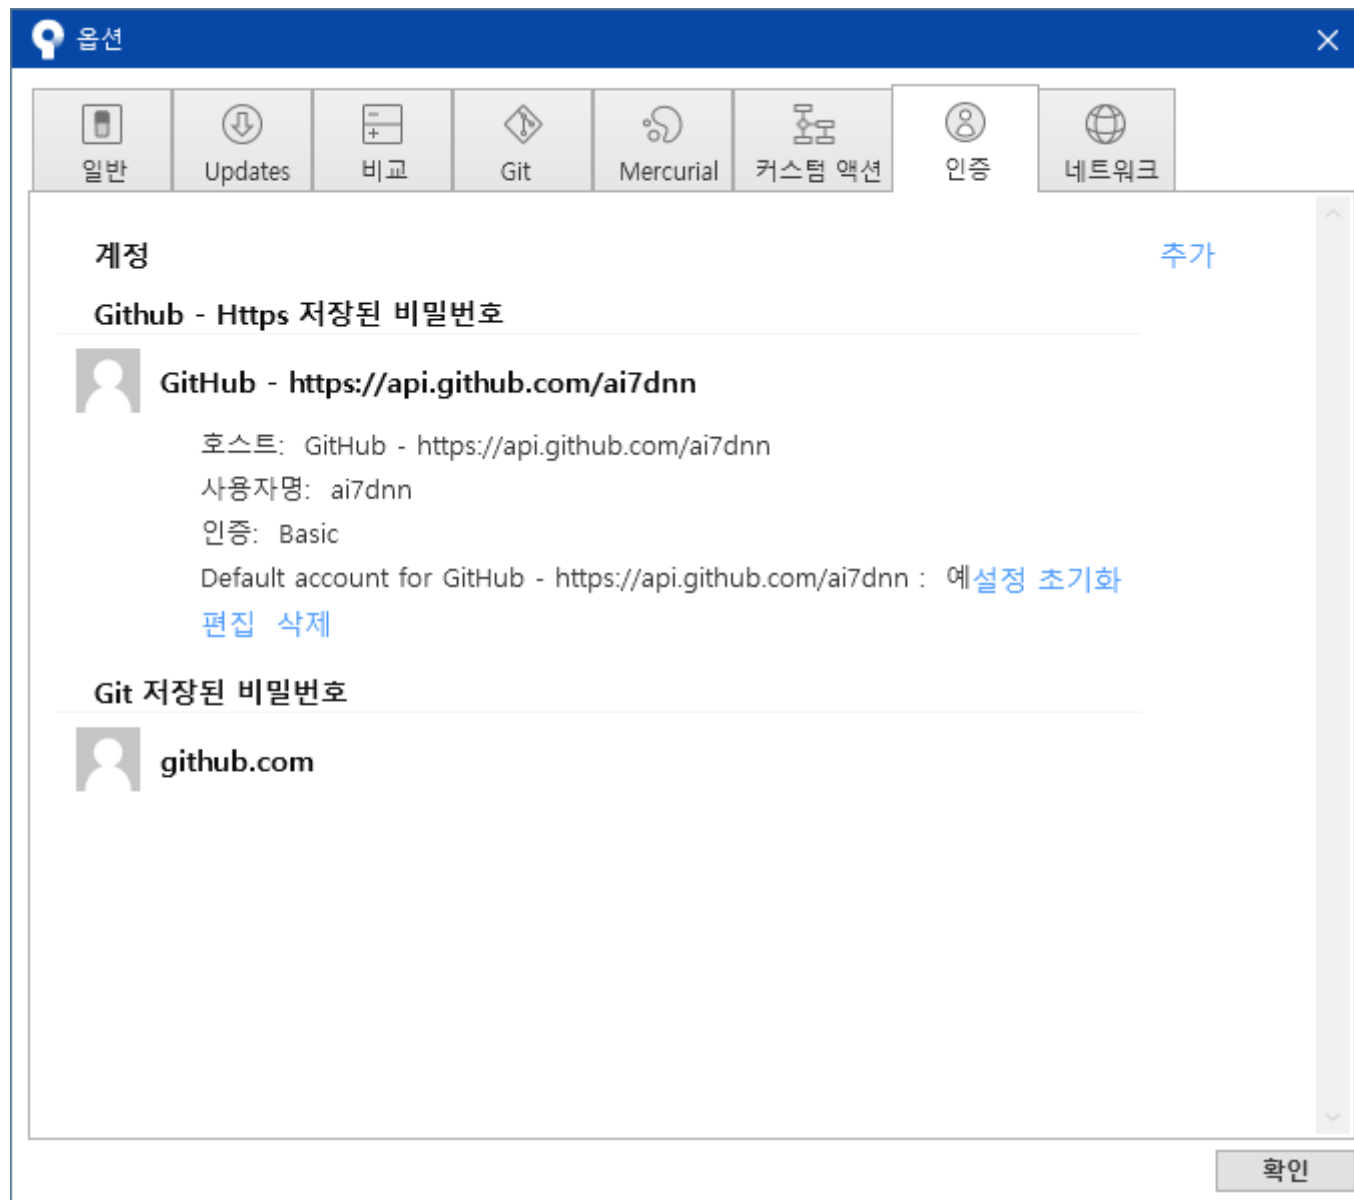 옵션
일반
Updates
비교
Git
Mercurial
커스텀 액션
인증
네트워크
계정
추가
Github - Https 저장된 비밀번호
GitHub - https://api.github.com/ai7dnn
호스트: GitHub - https://api.github.com/ai7dnn
사용자명: ai7dnn
인증: Basic
Default account for GitHub - https://api.github.com/ai7dnn : 예설정 초기화
편집 삭제
Git 저장된 비밀번호
github.com
확인